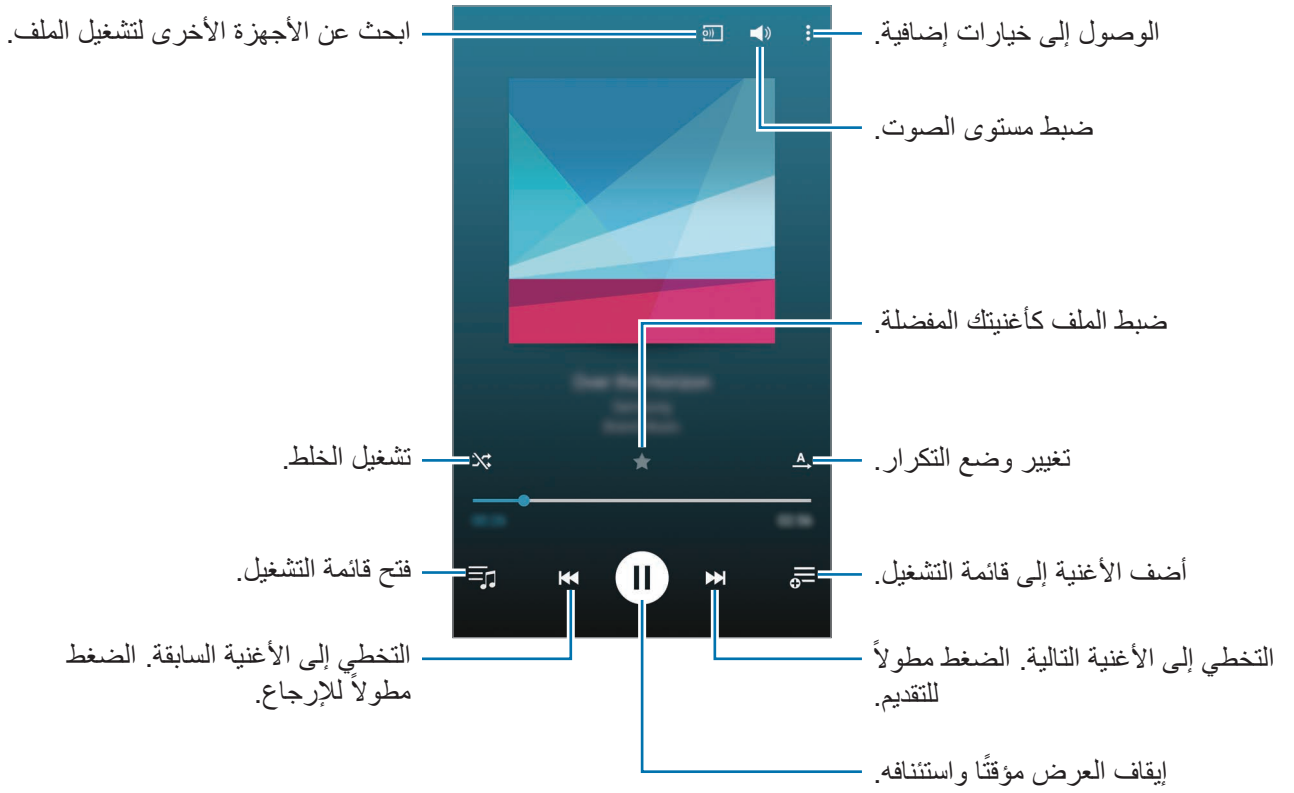 ابحث عن الأجهزة الأخرى لتشغيل الملف.
الوصول إلى خيارات إضافية.
ضبط مستوى الصوت.
ضبط الملف كأغنيتك المفضلة.
تشغيل الخلط.
تغيير وضع التكرار.
A
فتح قائمة التشغيل.
أضف الأغنية إلى قائمة التشغيل.
التخطي إلى الأغنية السابقة. الضغط
مطولاً للإرجاع.
التخطي إلى الأغنية التالية. الضغط مطولاً
للتقديم.
إيقاف العرض مؤقتًا واستئنافه.